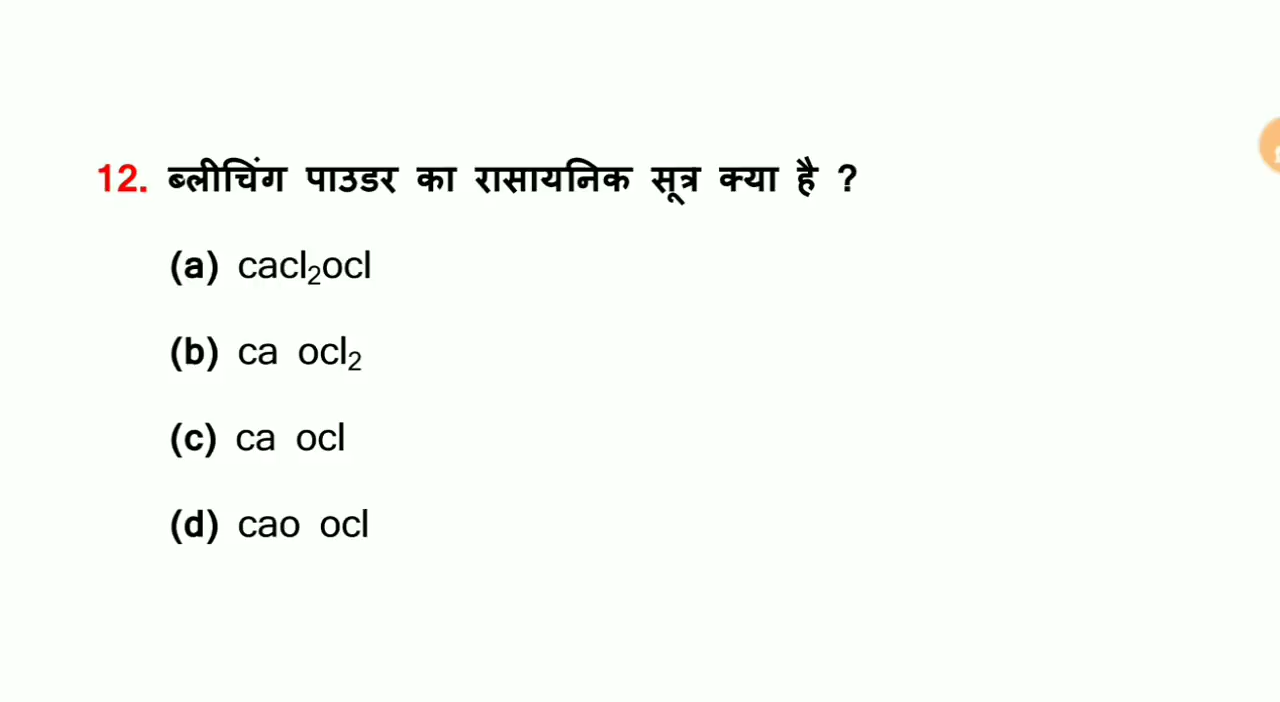 12. ब्लीचिंग पाउडर का रासायनिक सूत्र क्या है ?
(a) cacl₂ocl
(b) ca ocl₂
(c) ca ocl
(d) cao ocl